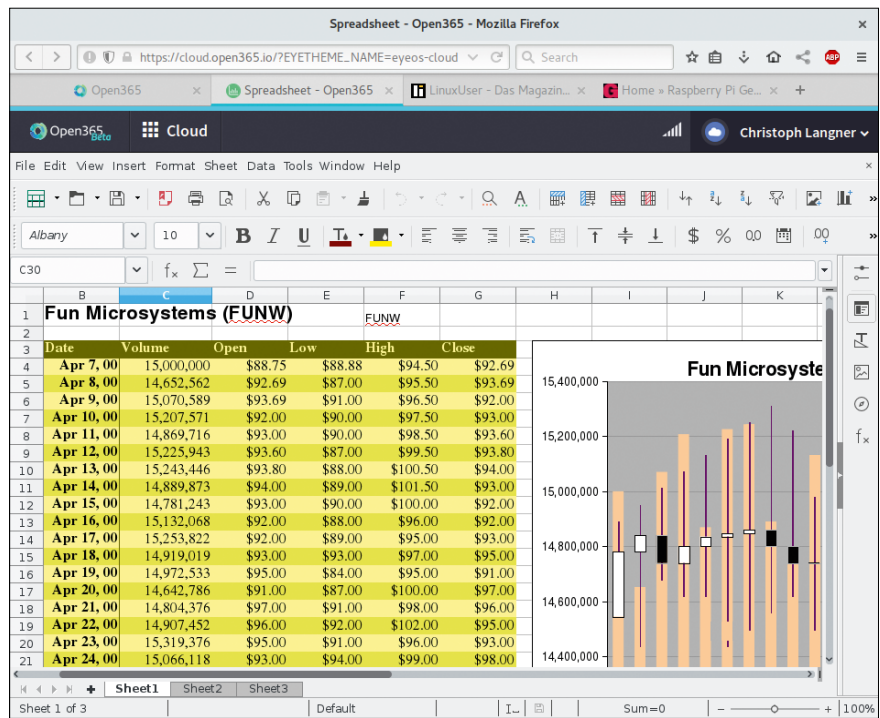 Spreadsheet - Open365 - Mozilla Firefox
https://cloud.open365.io/?EYETHEME_NAME=eyeos-cloud Search ABP
Open365 Spreadsheet - Open365 LinuxUser - Das Magazin... Home » Raspberry Pi Ge...
Open365 Beta Cloud Christoph Langner
File Edit View Insert Format Sheet Data Tools Window Help
Albany 10 B I U $ % 0.0
C30 fx Σ =
B C D E F G H I J K
1 Fun Microsystems (FUNW) FUNW
2
3 Date Volume Open Low High Close
4 Apr 7, 00 15,000,000 $88.75 $88.88 $94.50 $92.69
5 Apr 8, 00 14,652,562 $92.69 $87.00 $95.50 $93.69
6 Apr 9, 00 15,070,589 $93.69 $91.00 $96.50 $92.00
7 Apr 10, 00 15,207,571 $92.00 $90.00 $97.50 $93.00
8 Apr 11, 00 14,869,716 $93.00 $90.00 $98.50 $93.60
9 Apr 12, 00 15,225,943 $93.60 $87.00 $99.50 $93.80
10 Apr 13, 00 15,243,446 $93.80 $88.00 $100.50 $94.00
11 Apr 14, 00 14,889,873 $94.00 $89.00 $101.50 $93.00
12 Apr 15, 00 14,781,243 $93.00 $90.00 $100.00 $92.00
13 Apr 16, 00 15,132,068 $92.00 $88.00 $96.00 $92.00
14 Apr 17, 00 15,253,822 $92.00 $89.00 $95.00 $93.00
15 Apr 18, 00 14,919,019 $93.00 $93.00 $97.00 $95.00
16 Apr 19, 00 14,972,533 $95.00 $84.00 $95.00 $91.00
17 Apr 20, 00 14,642,786 $91.00 $87.00 $100.00 $97.00
18 Apr 21, 00 14,804,376 $97.00 $91.00 $98.00 $96.00
19 Apr 22, 00 14,907,452 $96.00 $92.00 $102.00 $95.00
20 Apr 23, 00 15,319,376 $95.00 $91.00 $96.00 $93.00
21 Apr 24, 00 15,066,118 $93.00 $94.00 $99.00 $98.00
Fun Microsyste
15,400,000
15,200,000
15,000,000
14,800,000
14,600,000
14,400,000
fx
Sheet1 Sheet2 Sheet3
Sheet 1 of 3 Default Sum=0 100%